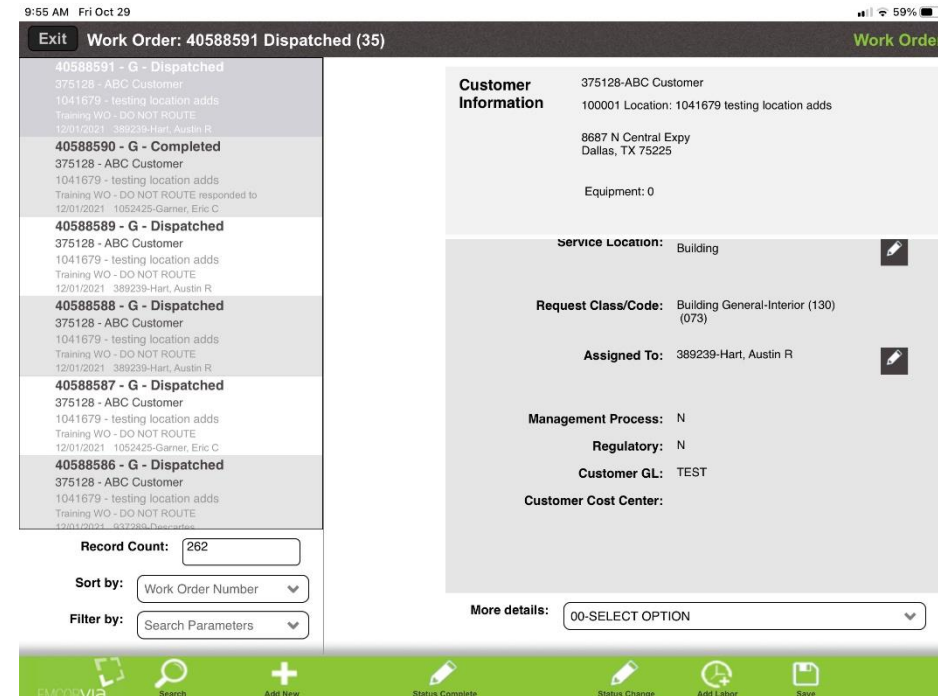 9:55 AM Fri Oct 29
59%
Exit Work Order: 40588591 Dispatched (35)
Work Order
40588591 - G - Dispatched
375128 - ABC Customer
1041679 - testing location adds
Training WO - DO NOT ROUTE
12/01/2021 389239-Hart, Austin R
40588590 - G - Completed
375128 - ABC Customer
1041679 - testing location adds
Training WO - DO NOT ROUTE responded to
12/01/2021 1052425-Garner, Eric C
40588589 - G - Dispatched
375128 - ABC Customer
1041679 - testing location adds
Training WO - DO NOT ROUTE
12/01/2021 389239-Hart, Austin R
40588588 - G - Dispatched
375128 - ABC Customer
1041679 - testing location adds
Training WO - DO NOT ROUTE
12/01/2021 389239-Hart, Austin R
40588587 - G - Dispatched
375128 - ABC Customer
1041679 - testing location adds
Training WO - DO NOT ROUTE
12/01/2021 1052425-Garner, Eric C
40588586 - G - Dispatched
375128 - ABC Customer
1041679 - testing location adds
Training WO - DO NOT ROUTE
12/01/2021 937289-Descartes
Record Count: 262
Sort by: Work Order Number
Filter by: Search Parameters
Customer
Information
375128-ABC Customer
100001 Location: 1041679 testing location adds
8687 N Central Expy
Dallas, TX 75225
Equipment: 0
Service Location: Building
Request Class/Code: Building General-Interior (130)
(073)
Assigned To: 389239-Hart, Austin R
Management Process: N
Regulatory: N
Customer GL: TEST
Customer Cost Center:
More details: 00-SELECT OPTION
EMCORVIA
Search
Add New
Status Complete
Status Change
Add Labor
Save